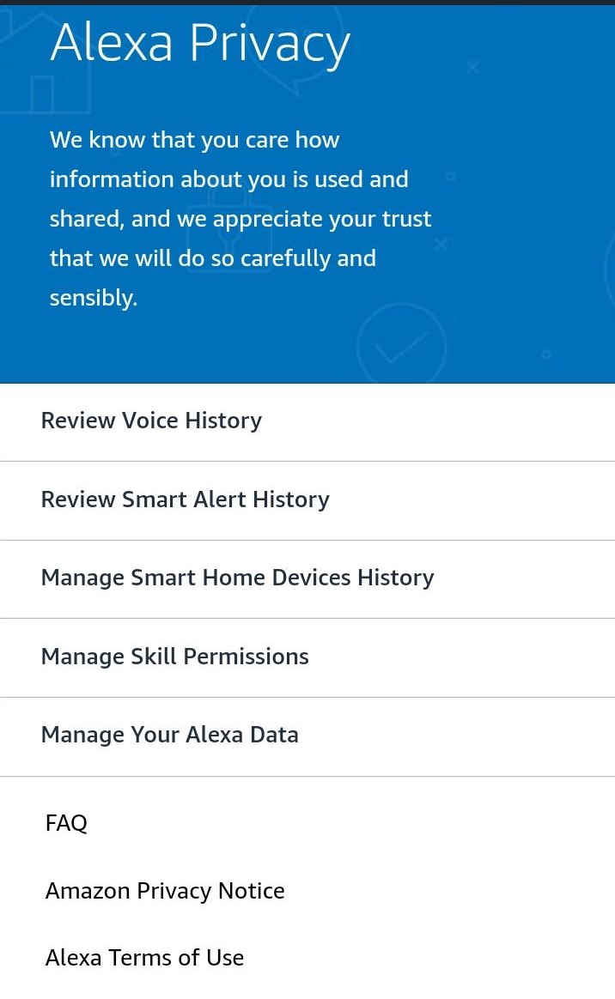 Alexa Privacy
We know that you care how
information about you is used and
shared, and we appreciate your trust
that we will do so carefully and
sensibly.
Review Voice History
Review Smart Alert History
Manage Smart Home Devices History
Manage Skill Permissions
Manage Your Alexa Data
FAQ
Amazon Privacy Notice
Alexa Terms of Use